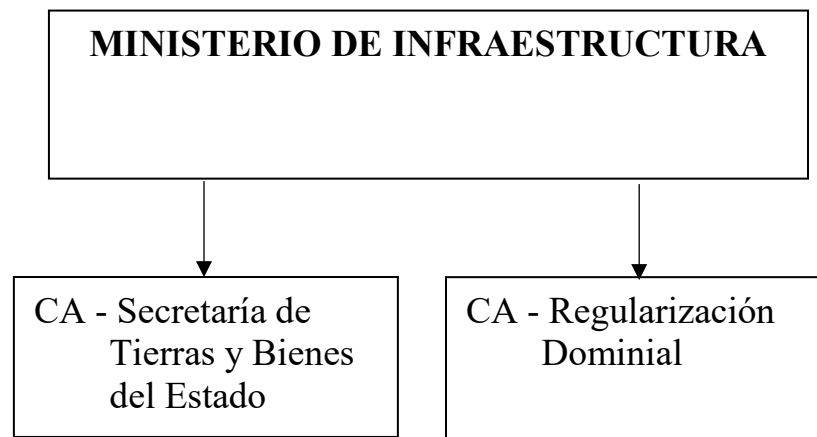 MINISTERIO DE INFRAESTRUCTURA
CA - Secretaría de
Tierras y Bienes
del Estado
CA - Regularización
Dominial